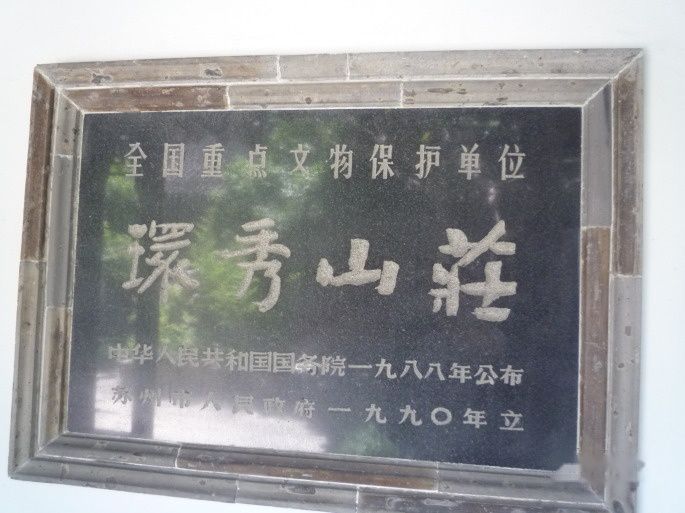 全国重点文物保护单位
環秀山莊
中华人民共和国国务院一九八八年公布
苏州市人民政府一九九〇年立